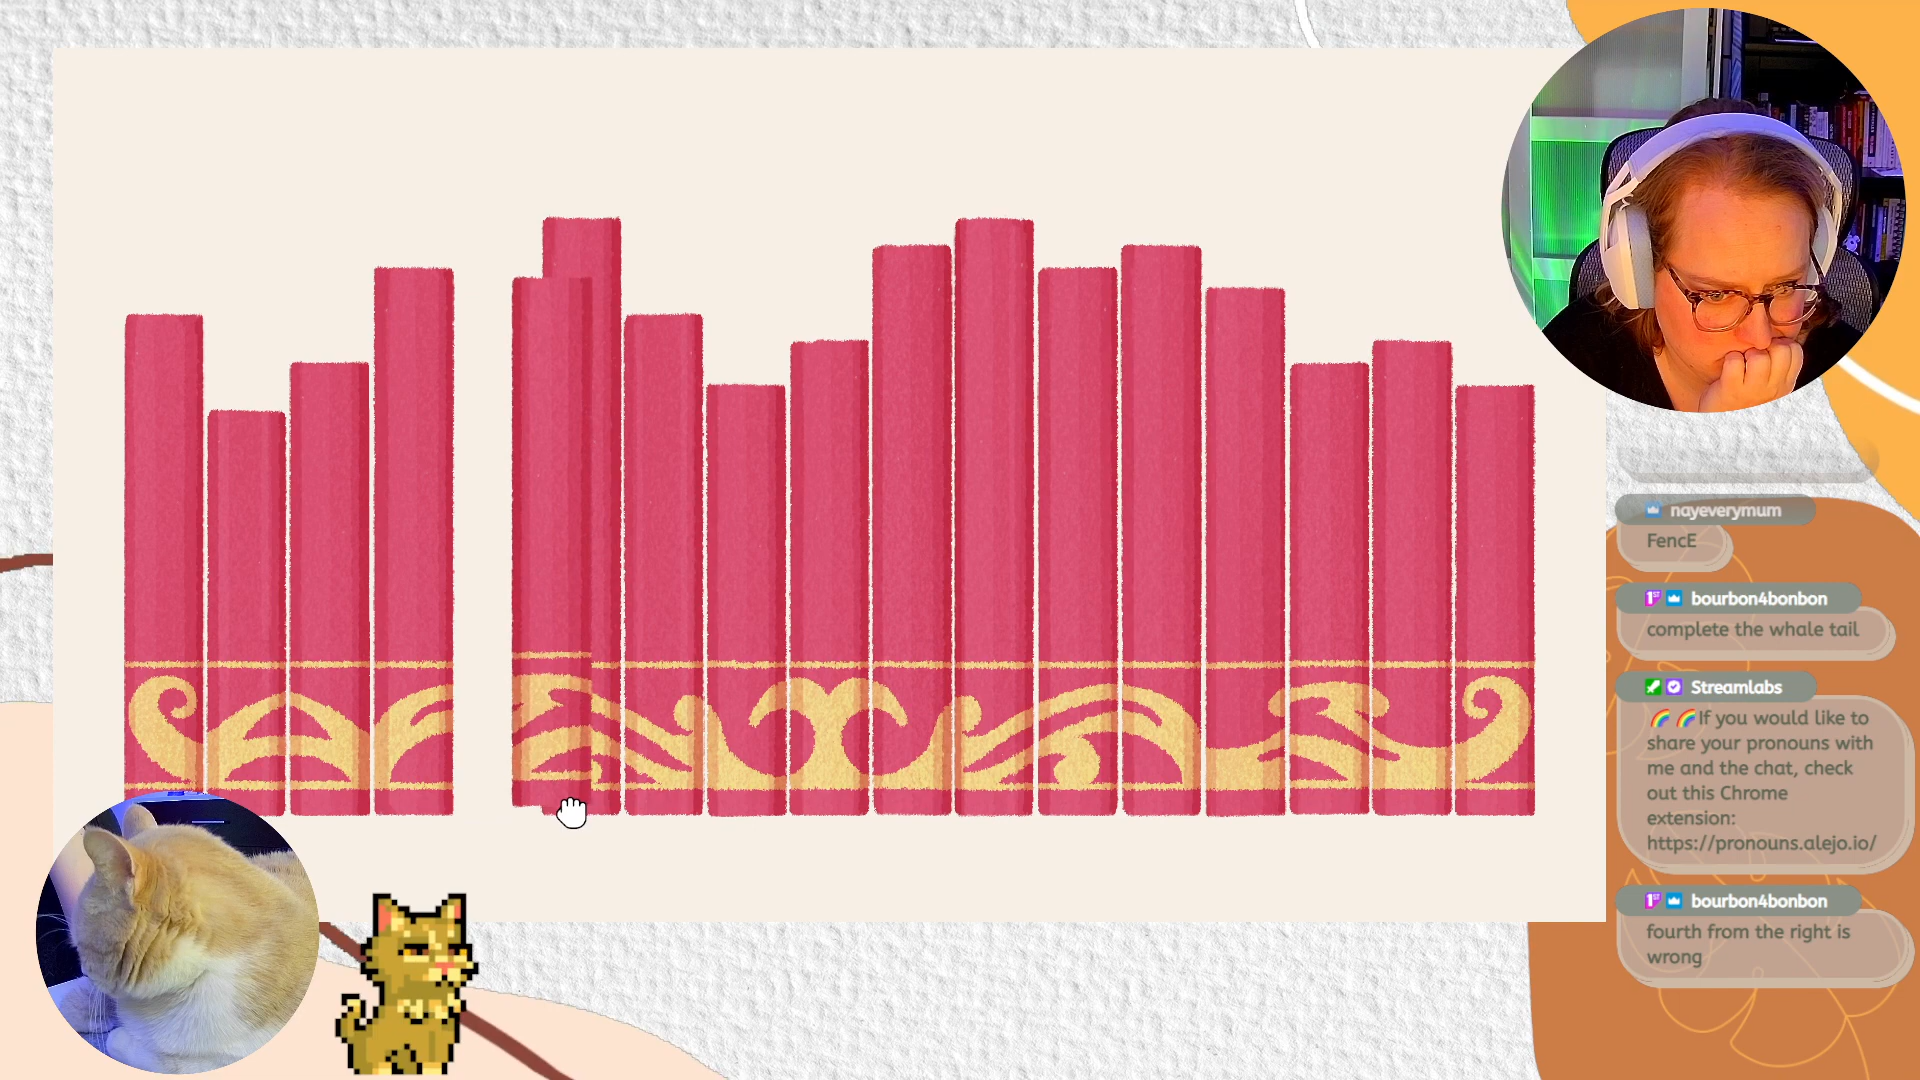 nayeverymum
FencE
bourbon4bonbon
complete the whale tail
Streamlabs
If you would like to
share your pronouns with
me and the chat, check
out this Chrome
extension:
https://pronouns.alejo.io/
bourbon4bonbon
fourth from the right is
wrong